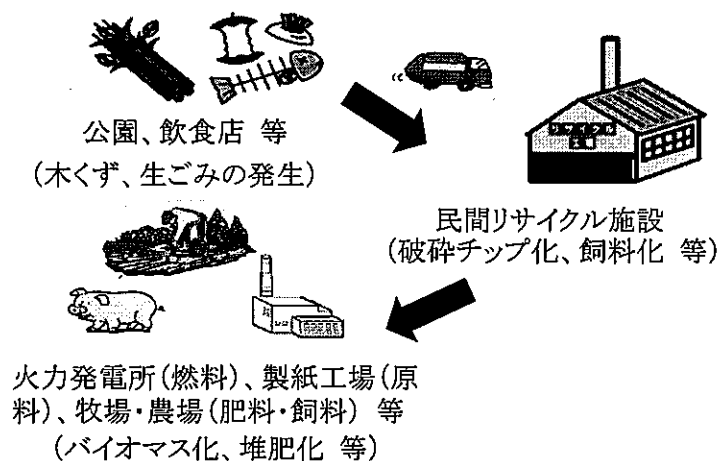 公園、飲食店 等
(木くず、生ごみの発生)
民間リサイクル施設
(破砕チップ化、飼料化 等)
火力発電所(燃料)、製紙工場(原
料)、牧場・農場(肥料・飼料) 等
(バイオマス化、堆肥化 等)